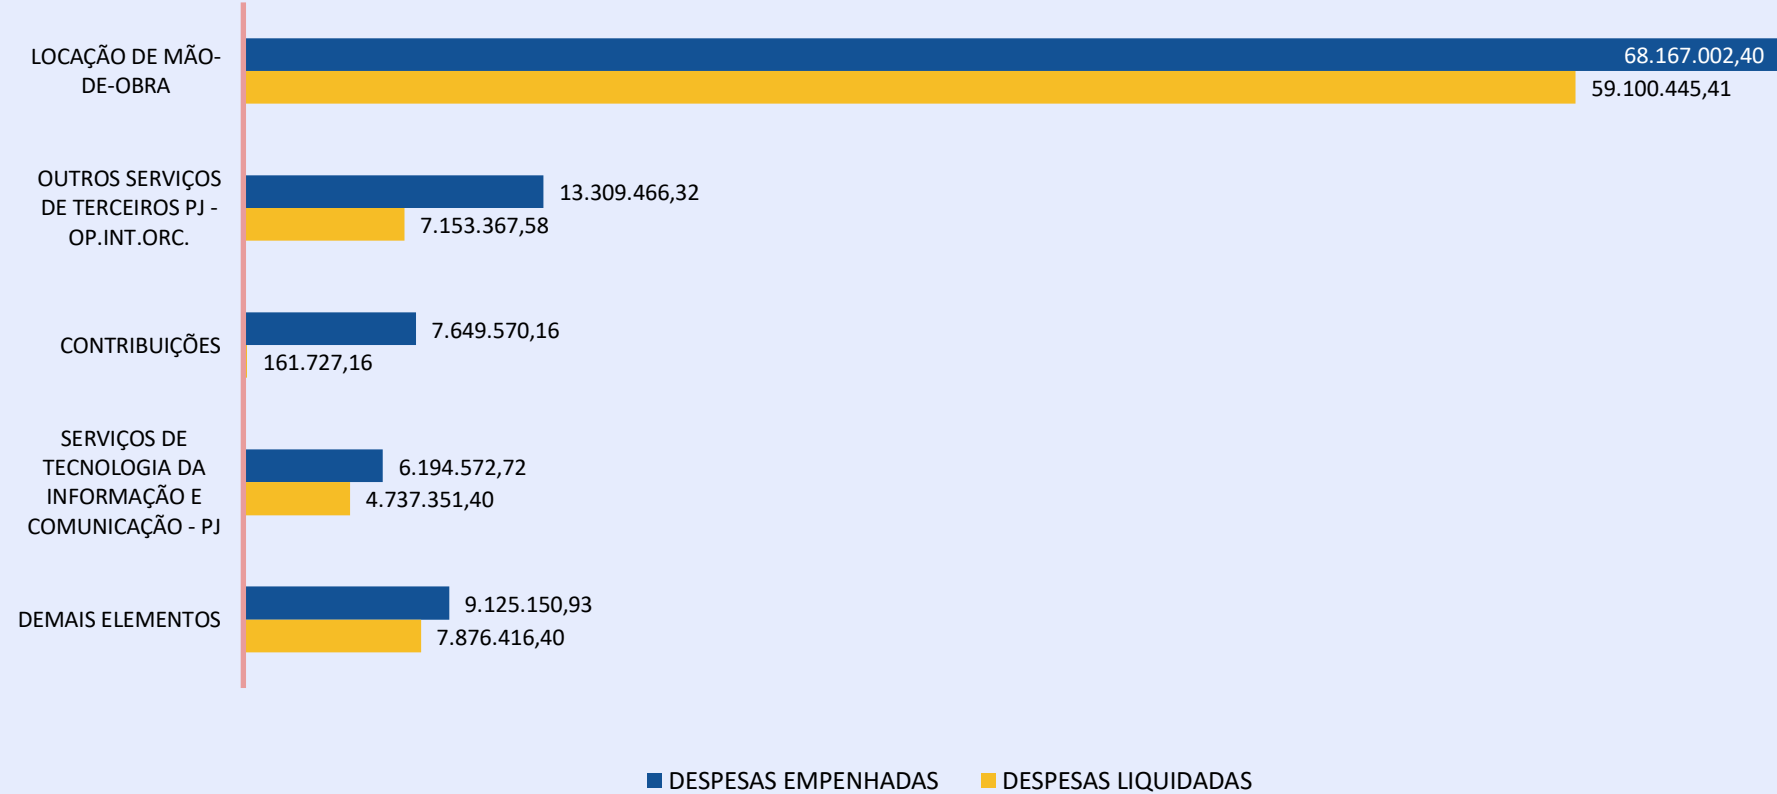 LOCAÇÃO DE MÃO-
DE-OBRA
68.167.002,40
59.100.445,41
OUTROS SERVIÇOS
DE TERCEIROS PJ -
OP.INT.ORC.
13.309.466,32
7.153.367,58
CONTRIBUIÇÕES
7.649.570,16
161.727,16
SERVIÇOS DE
TECNOLOGIA DA
INFORMAÇÃO E
COMUNICAÇÃO - PJ
6.194.572,72
4.737.351,40
DEMAIS ELEMENTOS
9.125.150,93
7.876.416,40
DESPESAS EMPENHADAS
DESPESAS LIQUIDADAS